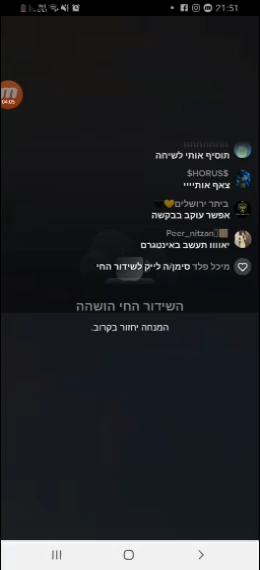 21:51
04:05
תוסיף אותי לשיחה
$HORUS$
צאף אותיייי
ביתר ירושלים
אפשר עוקב בבקשה
Peer_nitzan
יאוווו תעשב באינטגרם
מיכל פלד סימן/ה לייק לשידור החי
השידור החי הושהה
המנחה יחזור בקרוב.